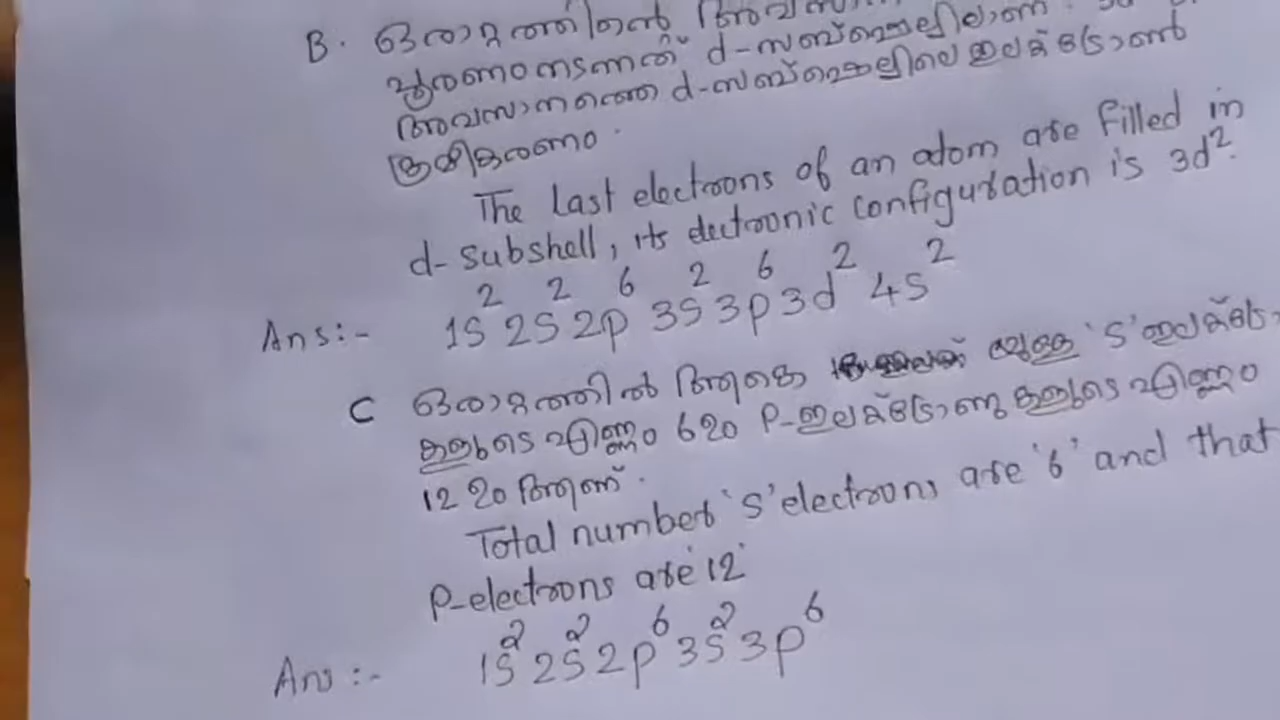 B. ഒരാറ്റത്തിന്റെ അവസാന
പൂരണം നടന്നത് d-സബ്ഷെല്ലിലാണ്.
അവസാനത്തെ d-സബ്ഷെല്ലിലെ ഇലക്ട്രോൺ
ക്രമീകരണം.
The last electrons of an atom are filled in
d-subshell, its electronic configuration is 3d².
Ans:- 1s² 2s² 2p⁶ 3s² 3p⁶ 3d² 4s²
C ഒരാറ്റത്തിൽ ആകെ യുള്ള 's' ഇലക്ട്രോ
കളുടെ എണ്ണം 6ഉം P-ഇലക്ട്രോണുകളുടെ എണ്ണം
12 ഉം ആണ്.
Total number 's' electrons are '6' and that
P-electrons are '12'
Ans:- 1s² 2s² 2p⁶ 3s² 3p⁶